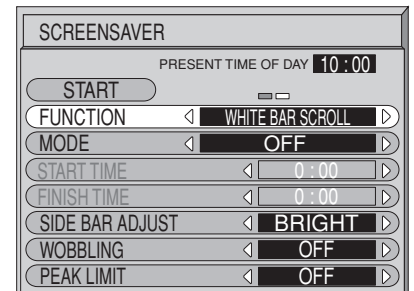 SCREENSAVER
PRESENT TIME OF DAY 10 : 00
START
FUNCTION WHITE BAR SCROLL
MODE OFF
START TIME 0 : 00
FINISH TIME 0 : 00
SIDE BAR ADJUST BRIGHT
WOBBLING OFF
PEAK LIMIT OFF